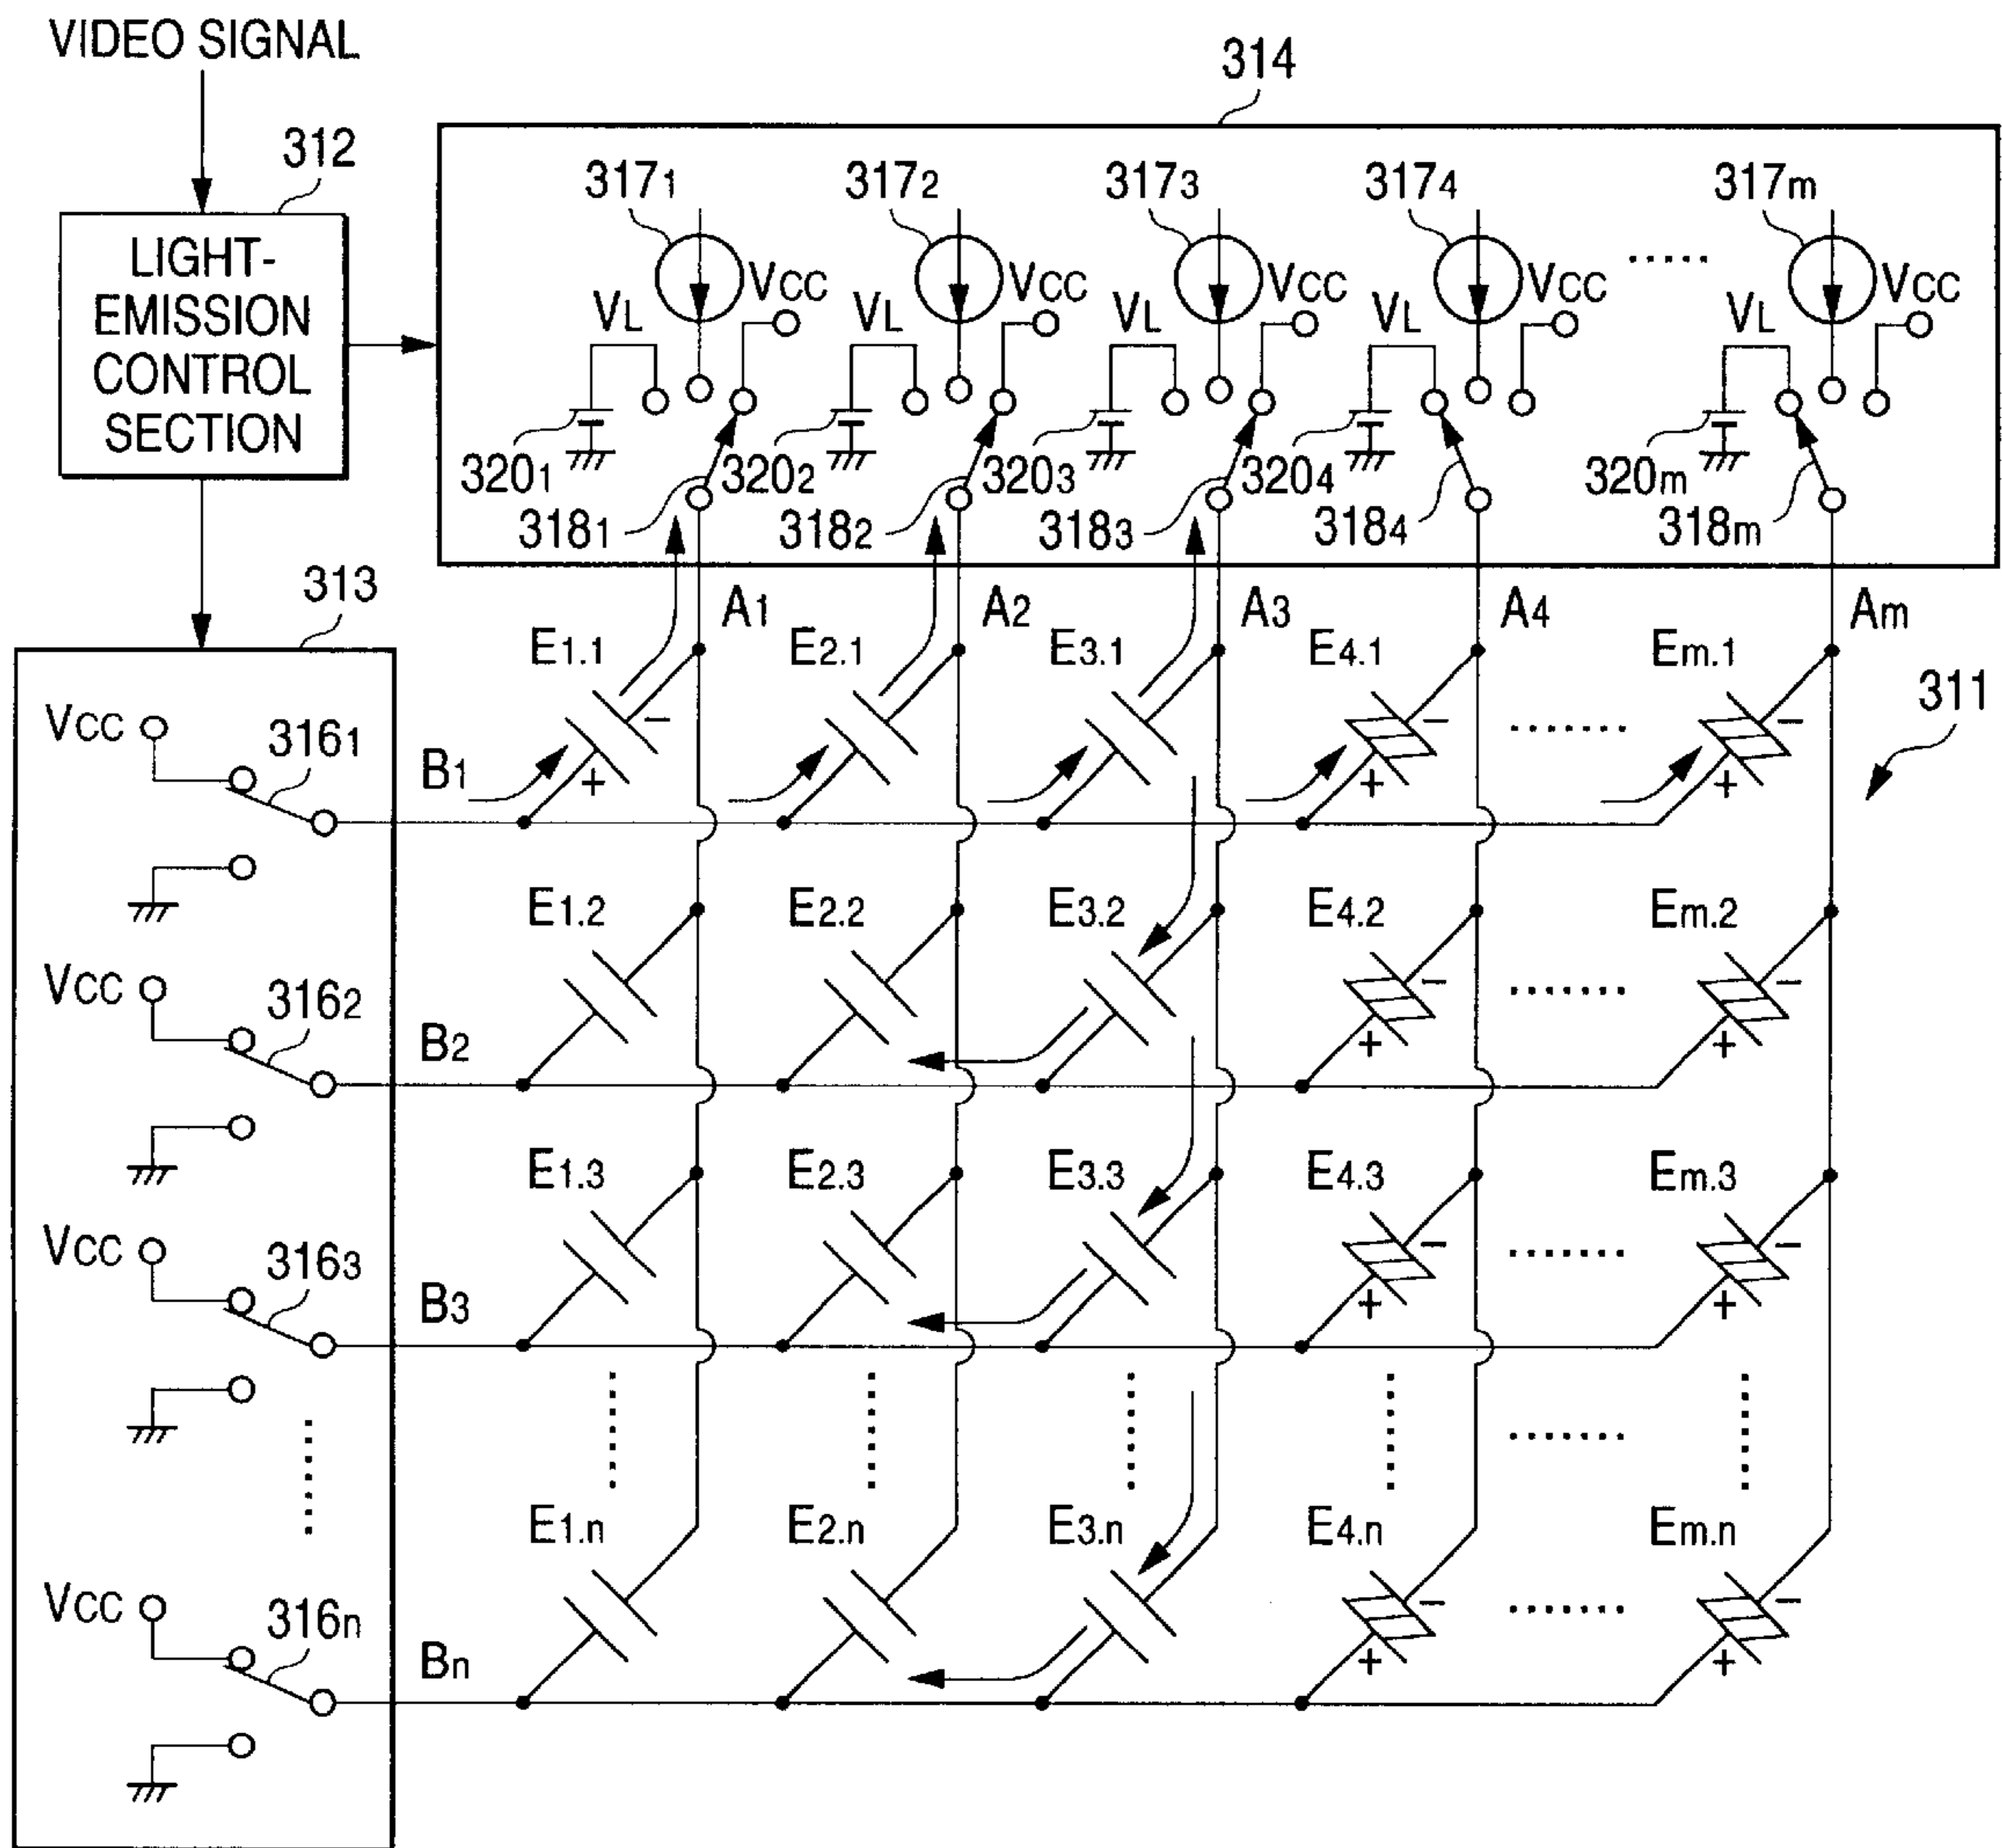 VIDEO SIGNAL
314
312
LIGHT-
EMISSION
CONTROL
SECTION
317₁ 317₂ 317₃ 317₄ 317m
VCC VCC VCC VCC ..... VCC
VL VL VL VL VL
320₁ 320₂ 320₃ 320₄ 320m
318₁ 318₂ 318₃ 318₄ 318m
313
A1 A2 A3 A4 Am
E1.1 E2.1 E3.1 E4.1 Em.1
311
VCC 316₁ B1 − − ....... −
+ + +
E1.2 E2.2 E3.2 E4.2 Em.2
VCC 316₂ B2 − ....... −
+ +
E1.3 E2.3 E3.3 E4.3 Em.3
VCC 316₃ B3 − ....... −
+ +
.......
E1.n E2.n E3.n E4.n Em.n
VCC 316n Bn − ....... −
+ +